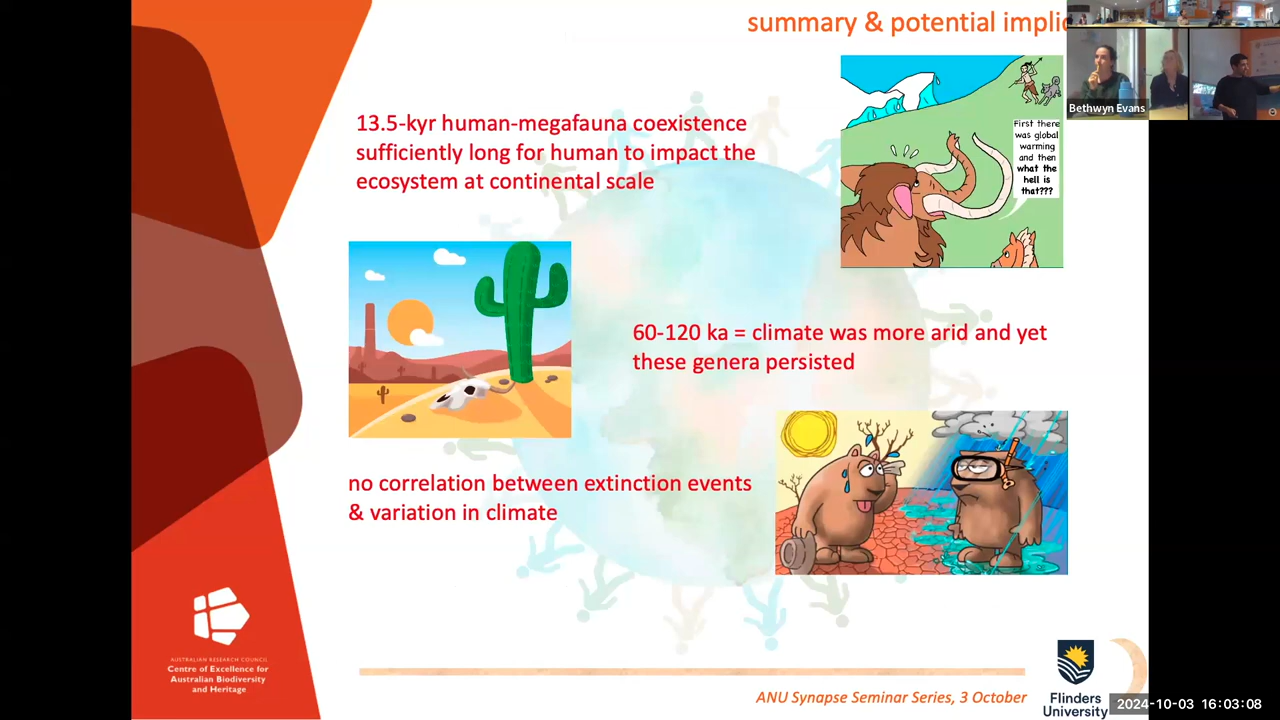 summary & potential implic
Bethwyn Evans
13.5-kyr human-megafauna coexistence
sufficiently long for human to impact the
ecosystem at continental scale
First there
was global
warming
and then
what the
hell is
that???
60-120 ka = climate was more arid and yet
these genera persisted
no correlation between extinction events
& variation in climate
AUSTRALIAN RESEARCH COUNCIL
Centre of Excellence for
Australian Biodiversity
and Heritage
ANU Synapse Seminar Series, 3 October
Flinders
University
2024-10-03 16:03:08